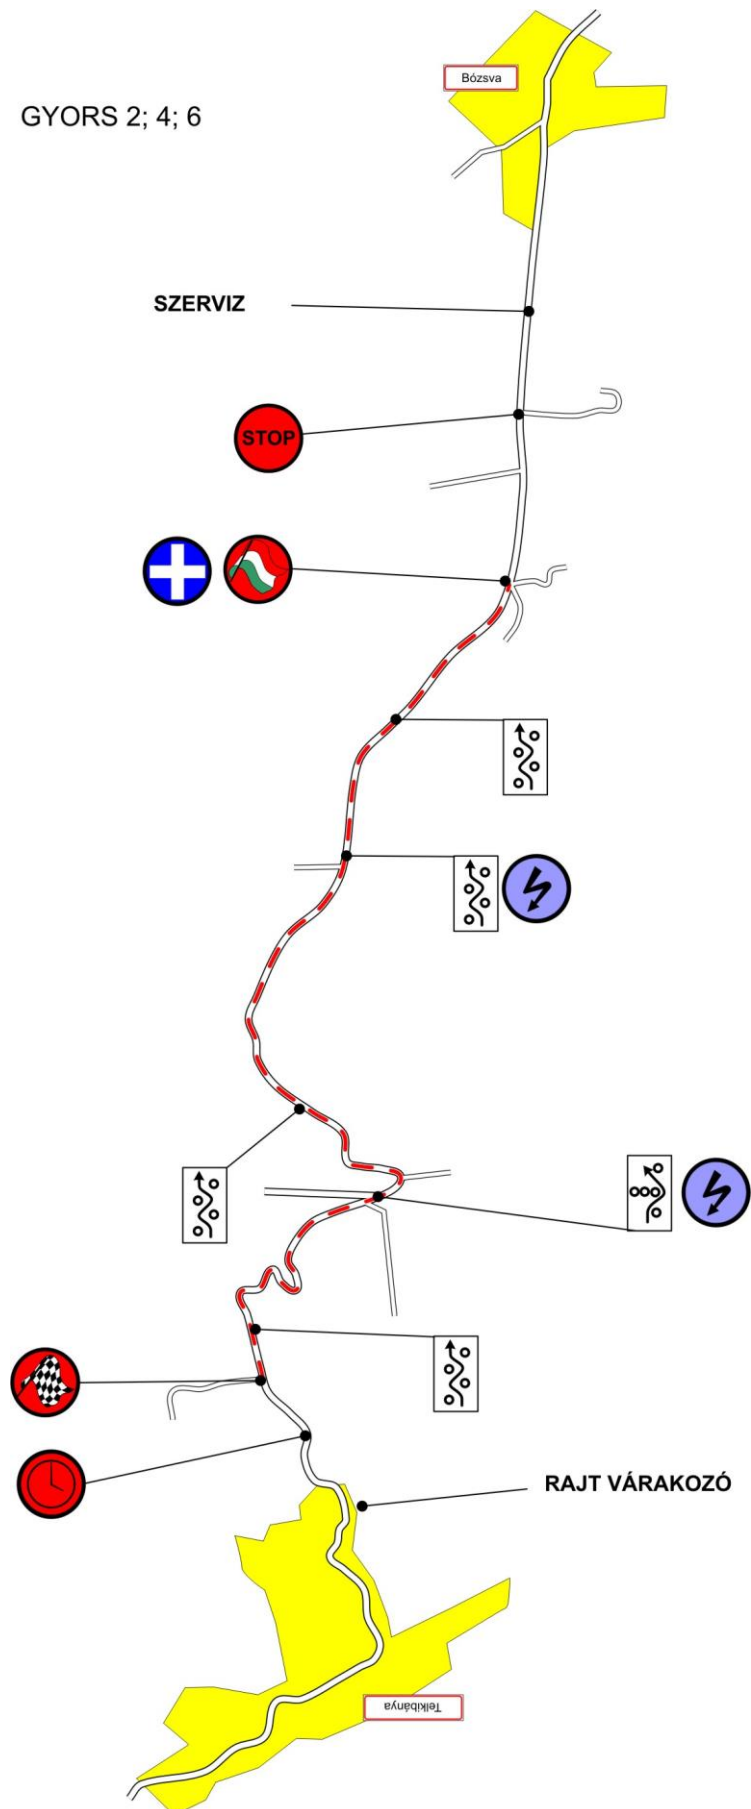 Bózsva
GYORS 2; 4; 6
SZERVIZ
STOP
RAJT VÁRAKOZÓ
Telkibánya